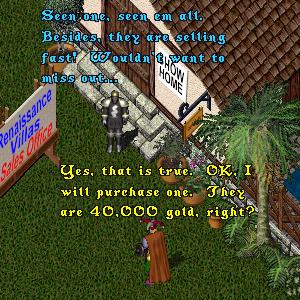 Seen one, seen em all.
Besides, they are selling
fast! Wouldn't want to
miss out...
SHOW
HOME
Renaissance
Villas
Sales Office
Yes, that is true. OK, I
will purchase one. They
are 40,000 gold, right?